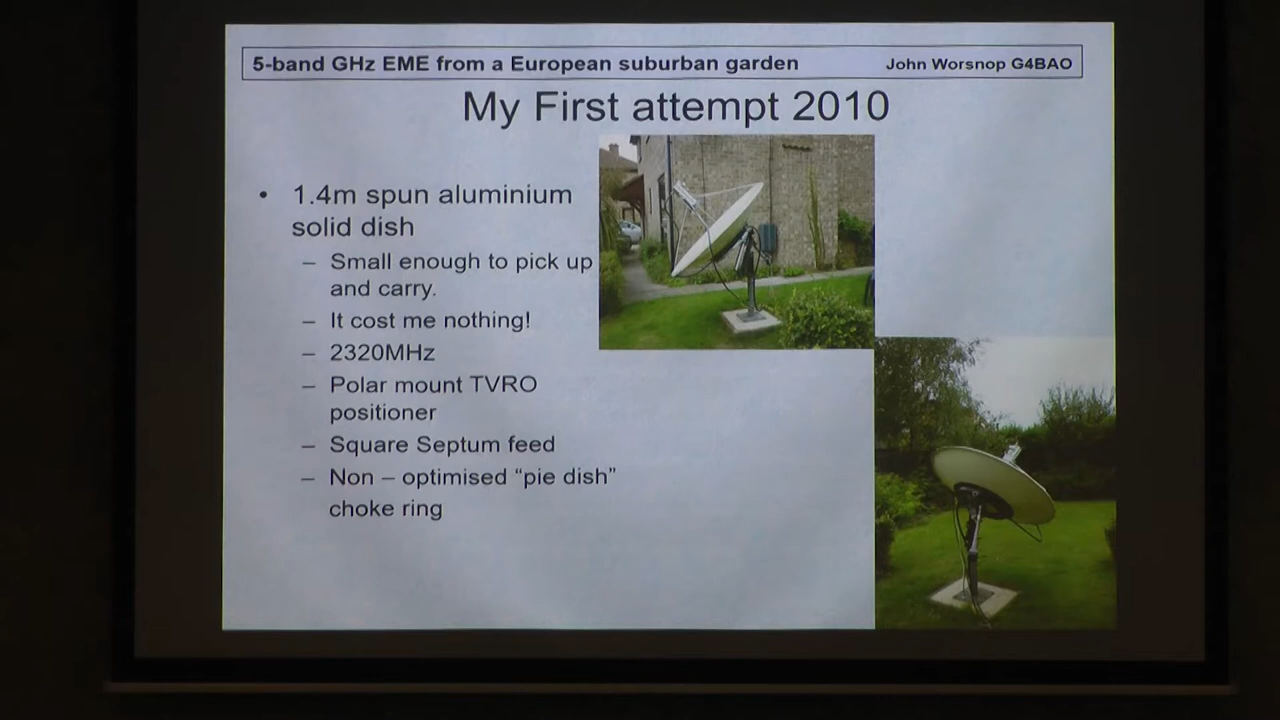 5-band GHz EME from a European suburban garden John Worsnop G4BAO
My First attempt 2010
• 1.4m spun aluminium
solid dish
– Small enough to pick up
and carry.
– It cost me nothing!
– 2320MHz
– Polar mount TVRO
positioner
– Square Septum feed
– Non – optimised “pie dish”
choke ring